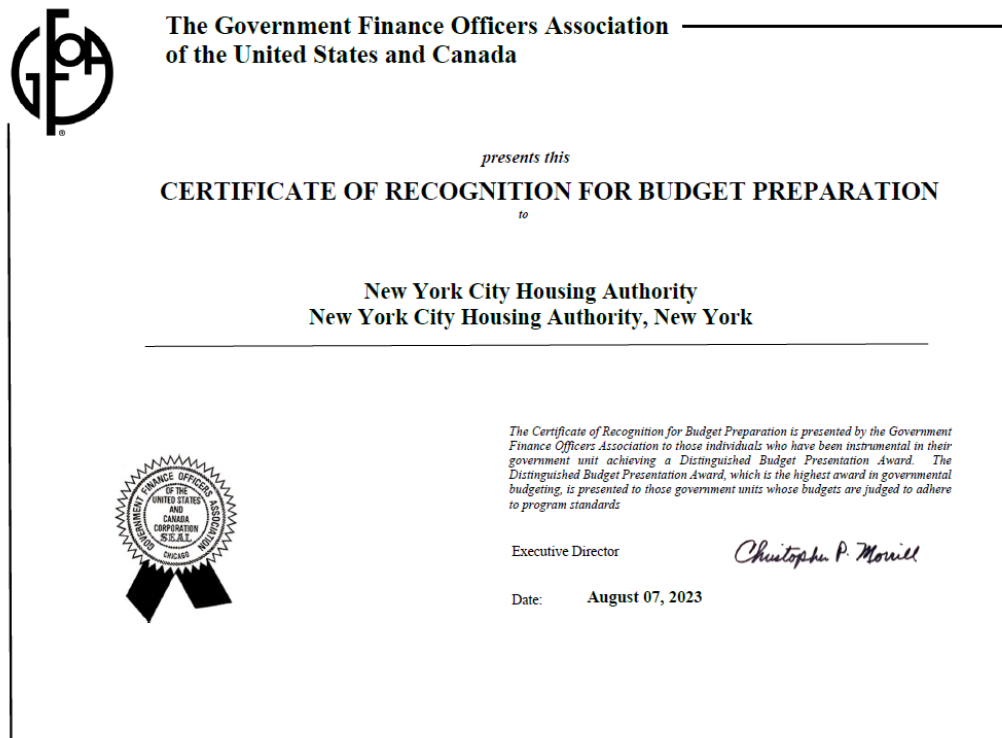 GFOA
®
The Government Finance Officers Association
of the United States and Canada
presents this
CERTIFICATE OF RECOGNITION FOR BUDGET PREPARATION
to
New York City Housing Authority
New York City Housing Authority, New York
The Certificate of Recognition for Budget Preparation is presented by the Government
Finance Officers Association to those individuals who have been instrumental in their
government unit achieving a Distinguished Budget Presentation Award. The
Distinguished Budget Presentation Award, which is the highest award in governmental
budgeting, is presented to those government units whose budgets are judged to adhere
to program standards
GOVERNMENT FINANCE OFFICERS ASSOCIATION
OF THE
UNITED STATES
AND
CANADA
CORPORATION
SEAL
CHICAGO
Executive Director
Christopher P. Morrill
Date: August 07, 2023